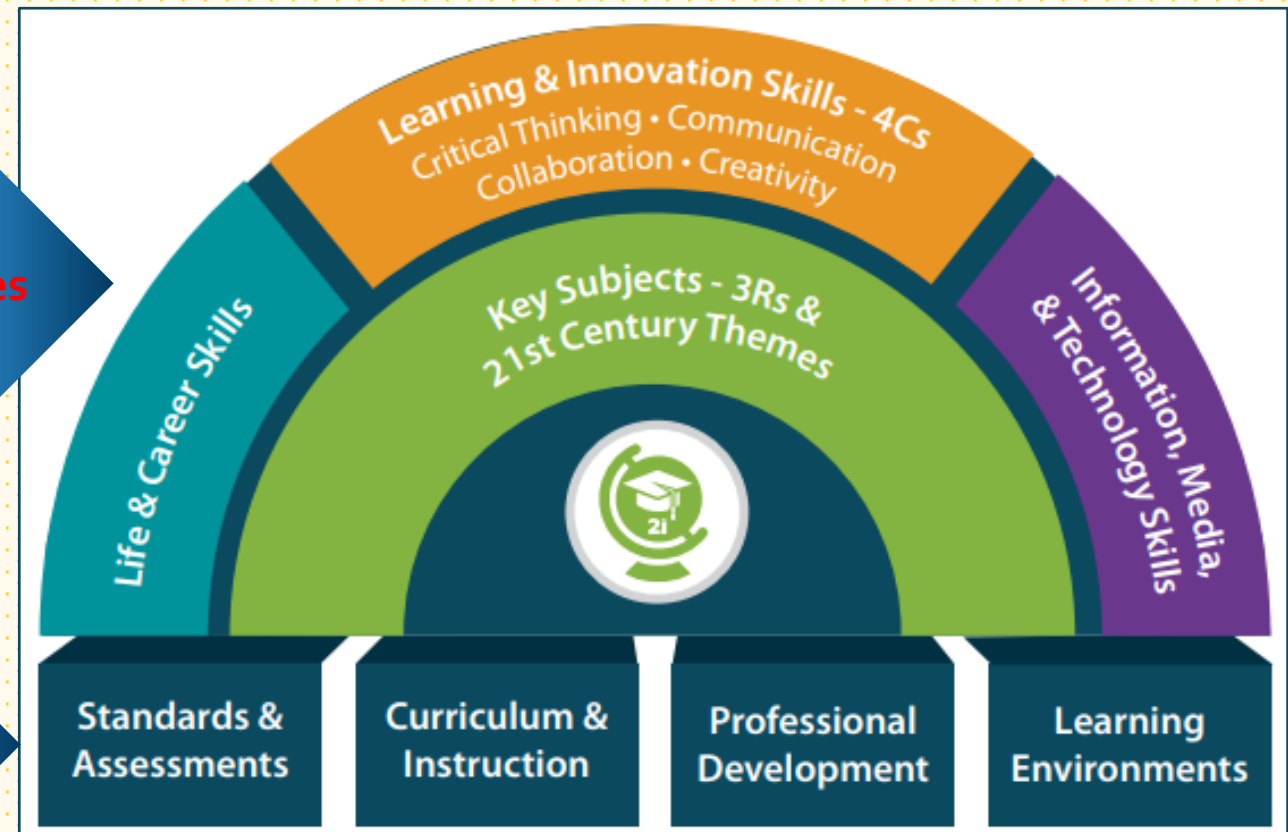 Learning & Innovation Skills - 4Cs
Critical Thinking • Communication
Collaboration • Creativity
es
Life & Career Skills
Key Subjects - 3Rs &
21st Century Themes
Information, Media,
& Technology Skills
2i
Standards &
Assessments
Curriculum &
Instruction
Professional
Development
Learning
Environments